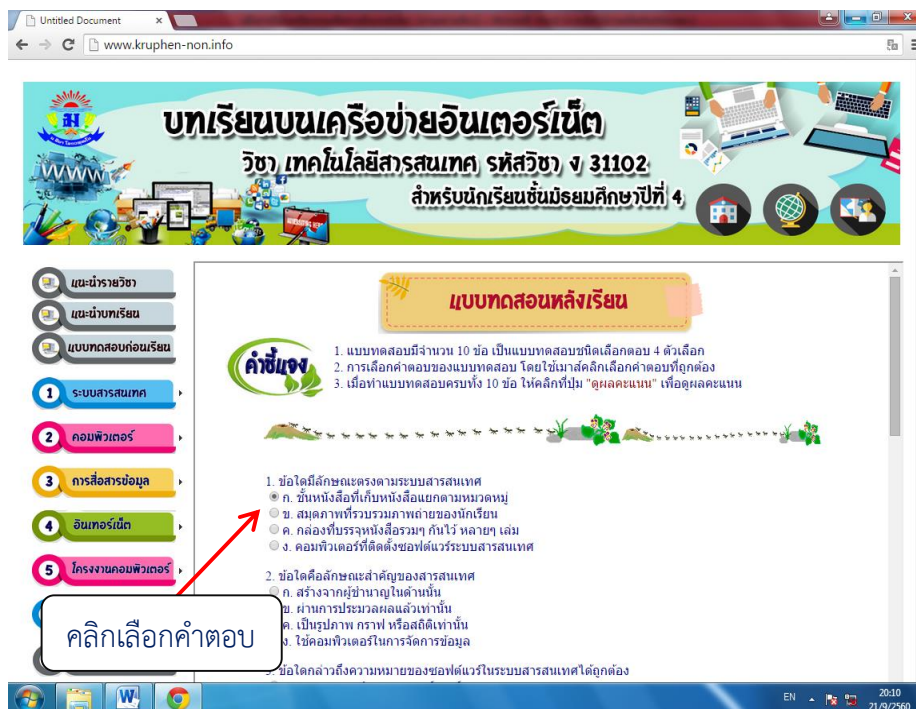 Untitled Document
www.kruphen-non.info
บทเรียนบนเครือข่ายอินเตอร์เน็ต
วิชา เทคโนโลยีสารสนเทศ รหัสวิชา ง 31102
สำหรับนักเรียนชั้นมัธยมศึกษาปีที่ 4
WWW
แนะนำรายวิชา
แนะนำบทเรียน
แบบทดสอบก่อนเรียน
1 ระบบสารสนเทศ
2 คอมพิวเตอร์
3 การสื่อสารข้อมูล
4 อินเทอร์เน็ต
5 โครงงานคอมพิวเตอร์
แบบทดสอบหลังเรียน
คำชี้แจง
1. แบบทดสอบมีจำนวน 10 ข้อ เป็นแบบทดสอบชนิดเลือกตอบ 4 ตัวเลือก
2. การเลือกคำตอบของแบบทดสอบ โดยใช้เมาส์คลิกเลือกคำตอบที่ถูกต้อง
3. เมื่อทำแบบทดสอบครบทั้ง 10 ข้อ ให้คลิกที่ปุ่ม "ดูผลคะแนน" เพื่อดูผลคะแนน
1. ข้อใดมีลักษณะตรงตามระบบสารสนเทศ
ก. ชั้นหนังสือที่เก็บหนังสือแยกตามหมวดหมู่
ข. สมุดภาพที่รวบรวมภาพถ่ายของนักเรียน
ค. กล่องที่บรรจุหนังสือรวมๆ กันไว้ หลายๆ เล่ม
ง. คอมพิวเตอร์ที่ติดตั้งซอฟต์แวร์ระบบสารสนเทศ
2. ข้อใดคือลักษณะสำคัญของสารสนเทศ
ก. สร้างจากผู้ชำนาญในด้านนั้น
ข. ผ่านการประมวลผลแล้วเท่านั้น
ค. เป็นรูปภาพ กราฟ หรือสถิติเท่านั้น
ง. ใช้คอมพิวเตอร์ในการจัดการข้อมูล
ข้อใดกล่าวถึงความหมายของซอฟต์แวร์ในระบบสารสนเทศได้ถูกต้อง
คลิกเลือกคำตอบ
EN
20:10
21/9/2560